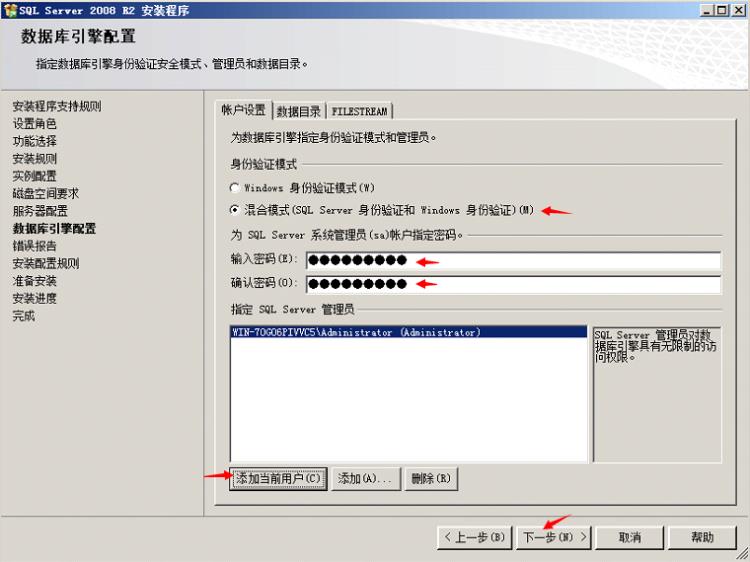 SQL Server 2008 R2 安装程序
数据库引擎配置
指定数据库引擎身份验证安全模式、管理员和数据目录。
安装程序支持规则
设置角色
功能选择
安装规则
实例配置
磁盘空间要求
服务器配置
数据库引擎配置
错误报告
安装配置规则
准备安装
安装进度
完成
帐户设置 数据目录 FILESTREAM
为数据库引擎指定身份验证模式和管理员。
身份验证模式
Windows 身份验证模式(W)
混合模式(SQL Server 身份验证和 Windows 身份验证)(M)
为 SQL Server 系统管理员(sa)帐户指定密码。
输入密码(E): ●●●●●●●●●●
确认密码(O): ●●●●●●●●●●
指定 SQL Server 管理员
WIN-70G06PIVVC5\Administrator (Administrator)
SQL Server 管理员对数
据库引擎具有无限制的访
问权限。
添加当前用户(C) 添加(A)... 删除(R)
< 上一步(B) 下一步(N) > 取消 帮助